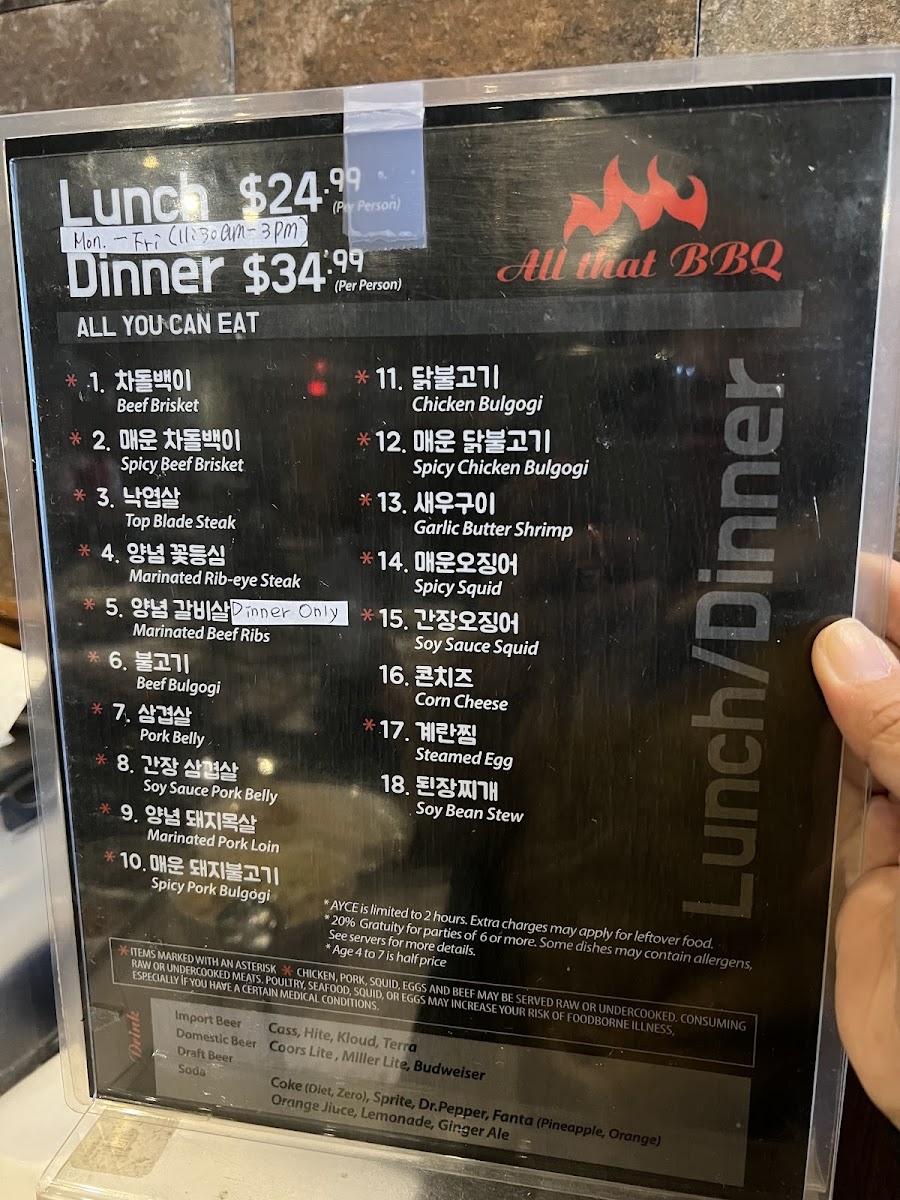 Lunch $24.99
(Per Person)
Mon. - Fri (11:30am-3pm)
Dinner $34.99
(Per Person)
All that BBQ
ALL YOU CAN EAT
* 1. 차돌백이
Beef Brisket
* 2. 매운 차돌백이
Spicy Beef Brisket
* 3. 낙엽살
Top Blade Steak
* 4. 양념 꽃등심
Marinated Rib-eye Steak
* 5. 양념 갈비살 Dinner Only
Marinated Beef Ribs
* 6. 불고기
Beef Bulgogi
* 7. 삼겹살
Pork Belly
* 8. 간장 삼겹살
Soy Sauce Pork Belly
* 9. 양념 돼지목살
Marinated Pork Loin
* 10. 매운 돼지불고기
Spicy Pork Bulgogi
* 11. 닭불고기
Chicken Bulgogi
* 12. 매운 닭불고기
Spicy Chicken Bulgogi
* 13. 새우구이
Garlic Butter Shrimp
* 14. 매운오징어
Spicy Squid
* 15. 간장오징어
Soy Sauce Squid
16. 콘치즈
Corn Cheese
* 17. 계란찜
Steamed Egg
18. 된장찌개
Soy Bean Stew
Lunch/Dinner
* AYCE is limited to 2 hours. Extra charges may apply for leftover food.
* 20% Gratuity for parties of 6 or more. Some dishes may contain allergens,
See servers for more details.
* Age 4 to 7 is half price
* ITEMS MARKED WITH AN ASTERISK * CHICKEN, PORK, SQUID, EGGS AND BEEF MAY BE SERVED RAW OR UNDERCOOKED. CONSUMING
RAW OR UNDERCOOKED MEATS. POULTRY, SEAFOOD, SQUID, OR EGGS MAY INCREASE YOUR RISK OF FOODBORNE ILLNESS,
ESPECIALLY IF YOU HAVE A CERTAIN MEDICAL CONDITIONS.
Drink
Import Beer Cass, Hite, Kloud, Terra
Domestic Beer Coors Lite , Miller Lite, Budweiser
Draft Beer
Soda Coke (Diet, Zero), Sprite, Dr.Pepper, Fanta (Pineapple, Orange)
Orange Jiuce, Lemonade, Ginger Ale